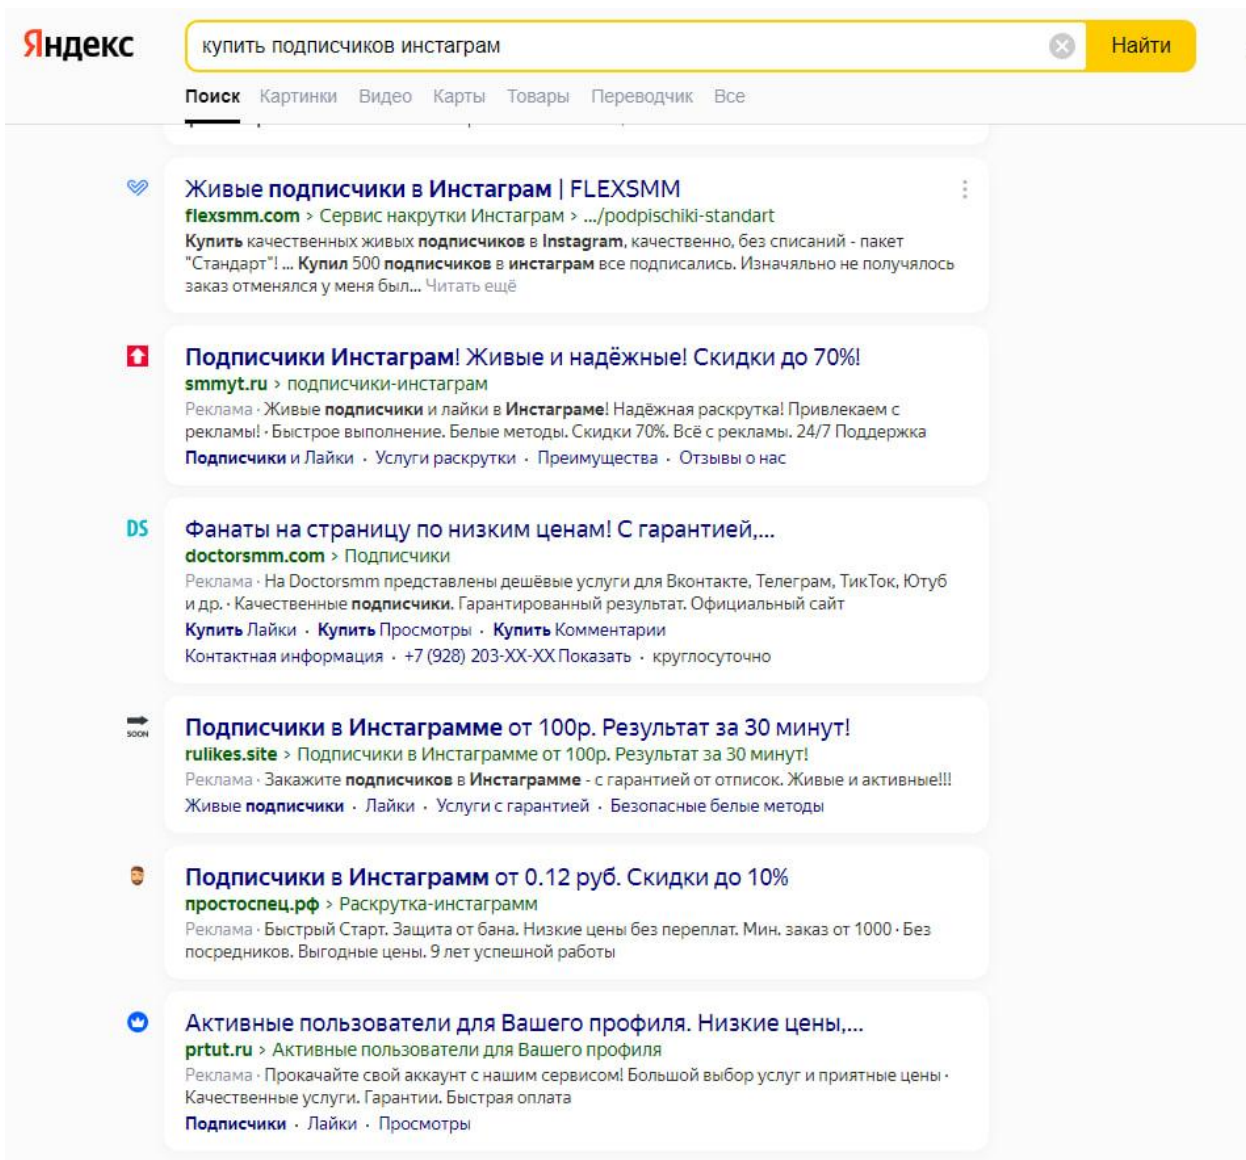 Яндекс
купить подписчиков инстаграм
Найти
Поиск Картинки Видео Карты Товары Переводчик Все
Живые подписчики в Инстаграм | FLEXSMM
flexsmm.com › Сервис накрутки Инстаграм › .../podpischiki-standart
Купить качественных живых подписчиков в Instagram, качественно, без списаний - пакет
"Стандарт"! ... Купил 500 подписчиков в инстаграм все подписались. Изначяльно не получялось
заказ отменялся у меня был... Читать ещё
Подписчики Инстаграм! Живые и надёжные! Скидки до 70%!
smmyt.ru › подписчики-инстаграм
Реклама · Живые подписчики и лайки в Инстаграме! Надёжная раскрутка! Привлекаем с
рекламы! · Быстрое выполнение. Белые методы. Скидки 70%. Всё с рекламы. 24/7 Поддержка
Подписчики и Лайки · Услуги раскрутки · Преимущества · Отзывы о нас
DS
Фанаты на страницу по низким ценам! С гарантией,...
doctorsmm.com › Подписчики
Реклама · На Doctorsmm представлены дешёвые услуги для Вконтакте, Телеграм, ТикТок, Ютуб
и др. · Качественные подписчики. Гарантированный результат. Официальный сайт
Купить Лайки · Купить Просмотры · Купить Комментарии
Контактная информация · +7 (928) 203-XX-XX Показать · круглосуточно
SOON
Подписчики в Инстаграмме от 100р. Результат за 30 минут!
rulikes.site › Подписчики в Инстаграмме от 100р. Результат за 30 минут!
Реклама · Закажите подписчиков в Инстаграмме - с гарантией от отписок. Живые и активные!!!
Живые подписчики · Лайки · Услуги с гарантией · Безопасные белые методы
Подписчики в Инстаграмм от 0.12 руб. Скидки до 10%
простоспец.рф › Раскрутка-инстаграмм
Реклама · Быстрый Старт. Защита от бана. Низкие цены без переплат. Мин. заказ от 1000 · Без
посредников. Выгодные цены. 9 лет успешной работы
Активные пользователи для Вашего профиля. Низкие цены,...
prtut.ru › Активные пользователи для Вашего профиля
Реклама · Прокачайте свой аккаунт с нашим сервисом! Большой выбор услуг и приятные цены ·
Качественные услуги. Гарантии. Быстрая оплата
Подписчики · Лайки · Просмотры